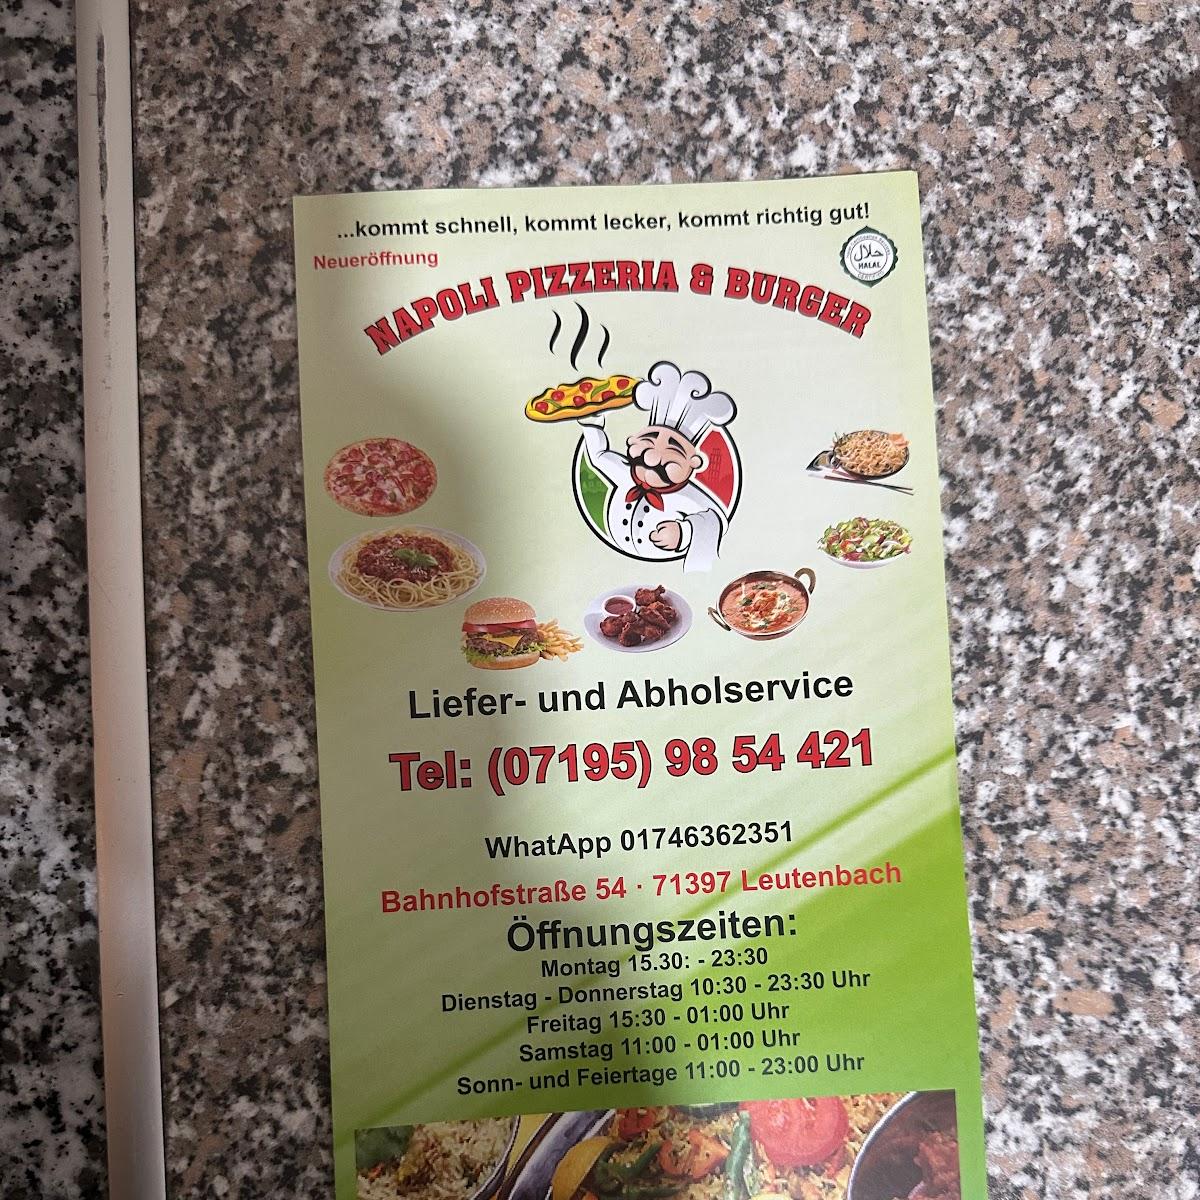 ...kommt schnell, kommt lecker, kommt richtig gut!
Neueröffnung
حلال
HALAL
NAPOLI PIZZERIA & BURGER
Liefer- und Abholservice
Tel: (07195) 98 54 421
WhatApp 01746362351
Bahnhofstraße 54 · 71397 Leutenbach
Öffnungszeiten:
Montag 15.30: - 23:30
Dienstag - Donnerstag 10:30 - 23:30 Uhr
Freitag 15:30 - 01:00 Uhr
Samstag 11:00 - 01:00 Uhr
Sonn- und Feiertage 11:00 - 23:00 Uhr